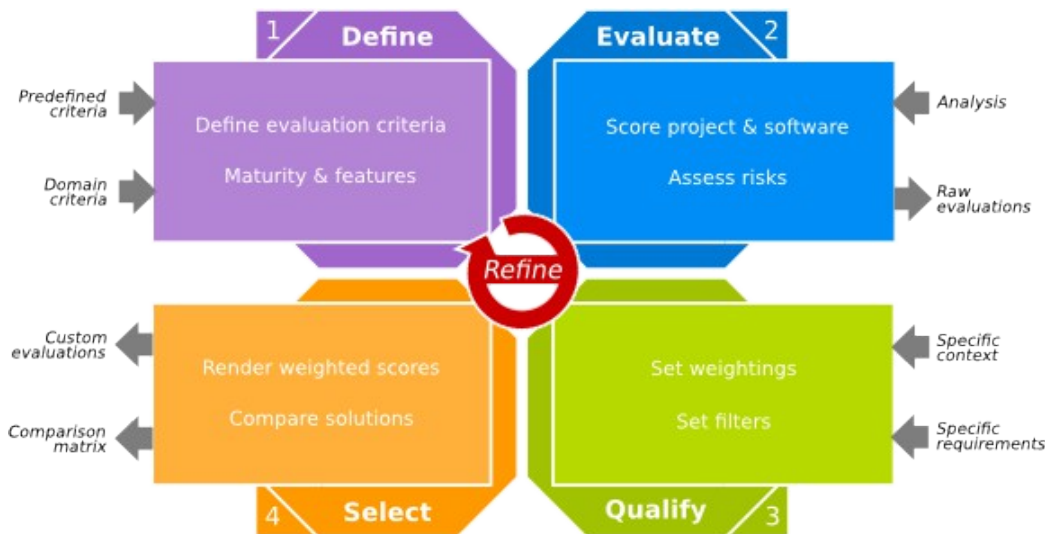 1
Define
Predefined
criteria
Domain
criteria
Define evaluation criteria
Maturity & features
Evaluate
2
Score project & software
Assess risks
Analysis
Raw
evaluations
Refine
Custom
evaluations
Comparison
matrix
Render weighted scores
Compare solutions
4
Select
Set weightings
Set filters
Specific
context
Specific
requirements
Qualify
3